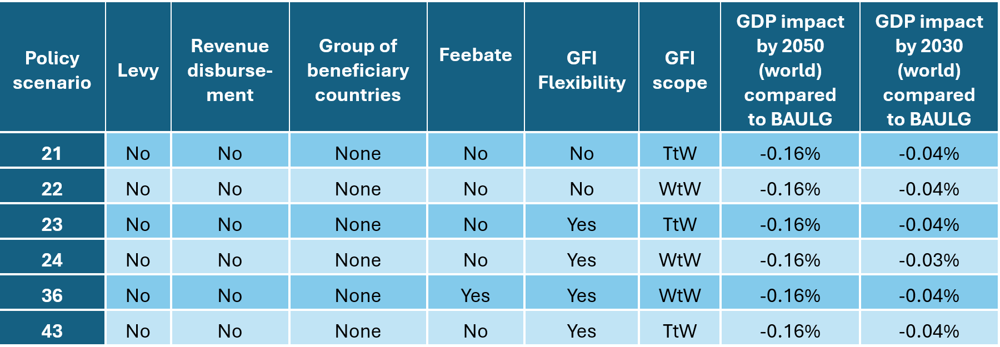 Policy scenario Levy Revenue disburse-ment Group of beneficiary countries Feebate GFI Flexibility GFI scope GDP impact by 2050 (world) compared to BAULG GDP impact by 2030 (world) compared to BAULG
21 No No None No No TtW -0.16% -0.04%
22 No No None No No WtW -0.16% -0.04%
23 No No None No Yes TtW -0.16% -0.04%
24 No No None No Yes WtW -0.16% -0.03%
36 No No None Yes Yes WtW -0.16% -0.04%
43 No No None No Yes TtW -0.16% -0.04%